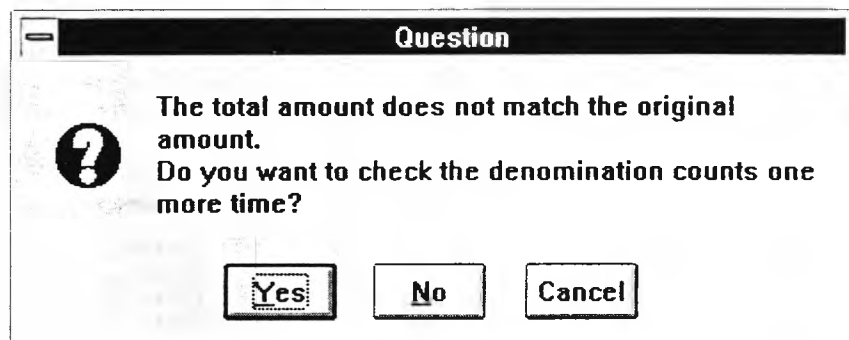 Question
The total amount does not match the original
amount.
Do you want to check the denomination counts one
more time?
Yes No Cancel